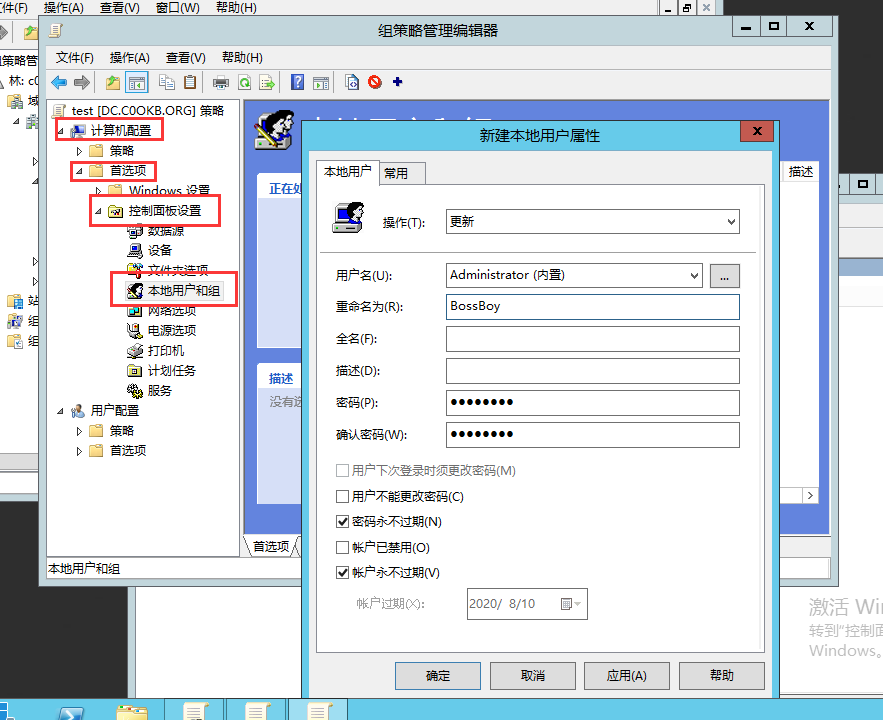 操作(A) 查看(V) 窗口(W) 帮助(H)
组策略管理编辑器
文件(F) 操作(A) 查看(V) 帮助(H)
test [DC.C0OKB.ORG] 策略
计算机配置
策略
首选项
Windows 设置
控制面板设置
数据源
设备
文件夹选项
本地用户和组
网络选项
电源选项
打印机
计划任务
服务
用户配置
策略
首选项
本地用户和组
首选项
描述
描述
新建本地用户属性
本地用户 常用
操作(T): 更新
用户名(U): Administrator (内置) ...
重命名为(R): BossBoy
全名(F):
描述(D):
密码(P): ●●●●●●●●
确认密码(W): ●●●●●●●●
用户下次登录时须更改密码(M)
用户不能更改密码(C)
密码永不过期(N)
帐户已禁用(O)
帐户永不过期(V)
帐户过期(X): 2020/ 8/10
确定 取消 应用(A) 帮助
激活 Win
转到"控制面
Windows。